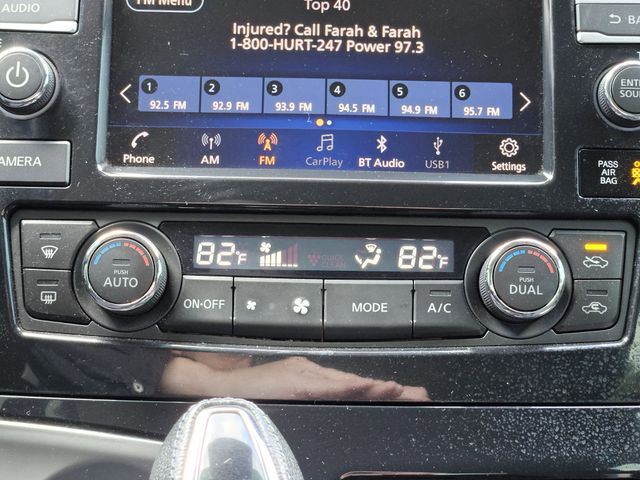 AUDIO
FM Menu
Top 40
Injured? Call Farah & Farah
1-800-HURT-247 Power 97.3
1 2 3 4 5 6
92.5 FM 92.9 FM 93.9 FM 94.5 FM 94.9 FM 95.7 FM
Phone AM FM CarPlay BT Audio USB1 Settings
CAMERA
PASS
AIR
BAG
82°F QUICK CLEAN 82°F
PUSH
AUTO
ON-OFF
MODE
A/C
PUSH
DUAL